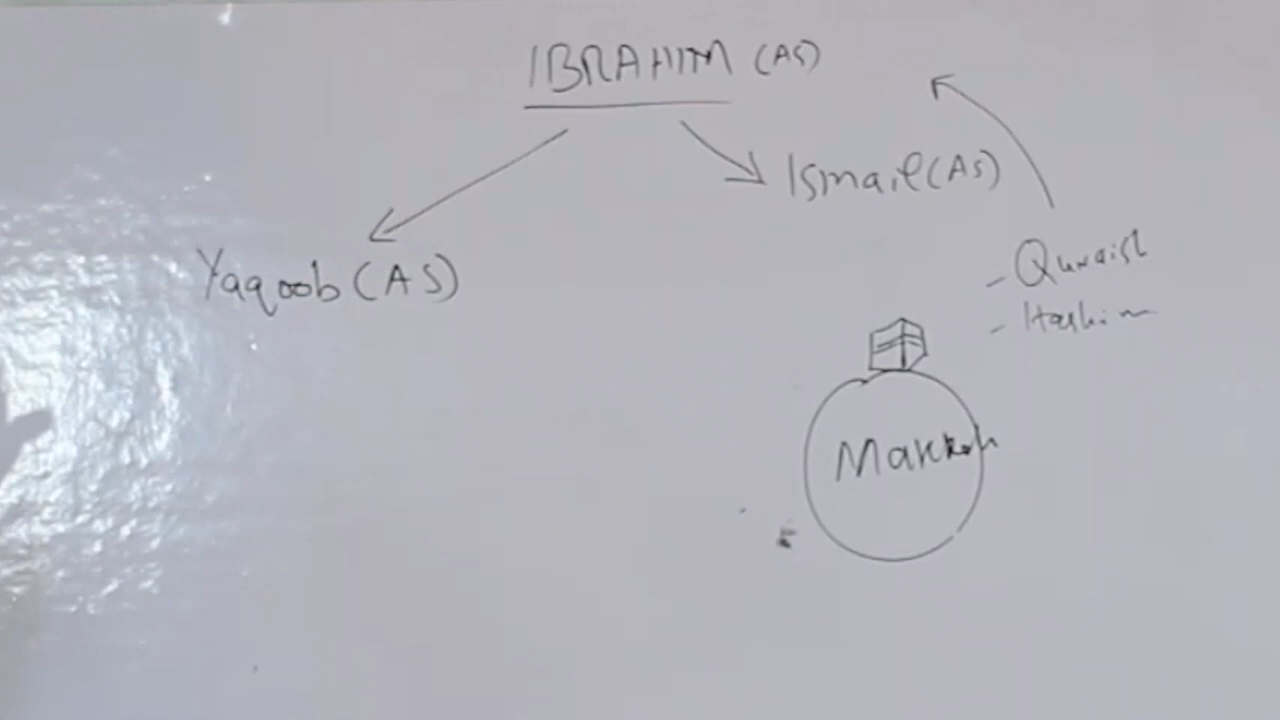 IBRAHIM (AS)
Ismail (AS)
Yaqoob (AS)
- Quraish
- Hashim
Makkah